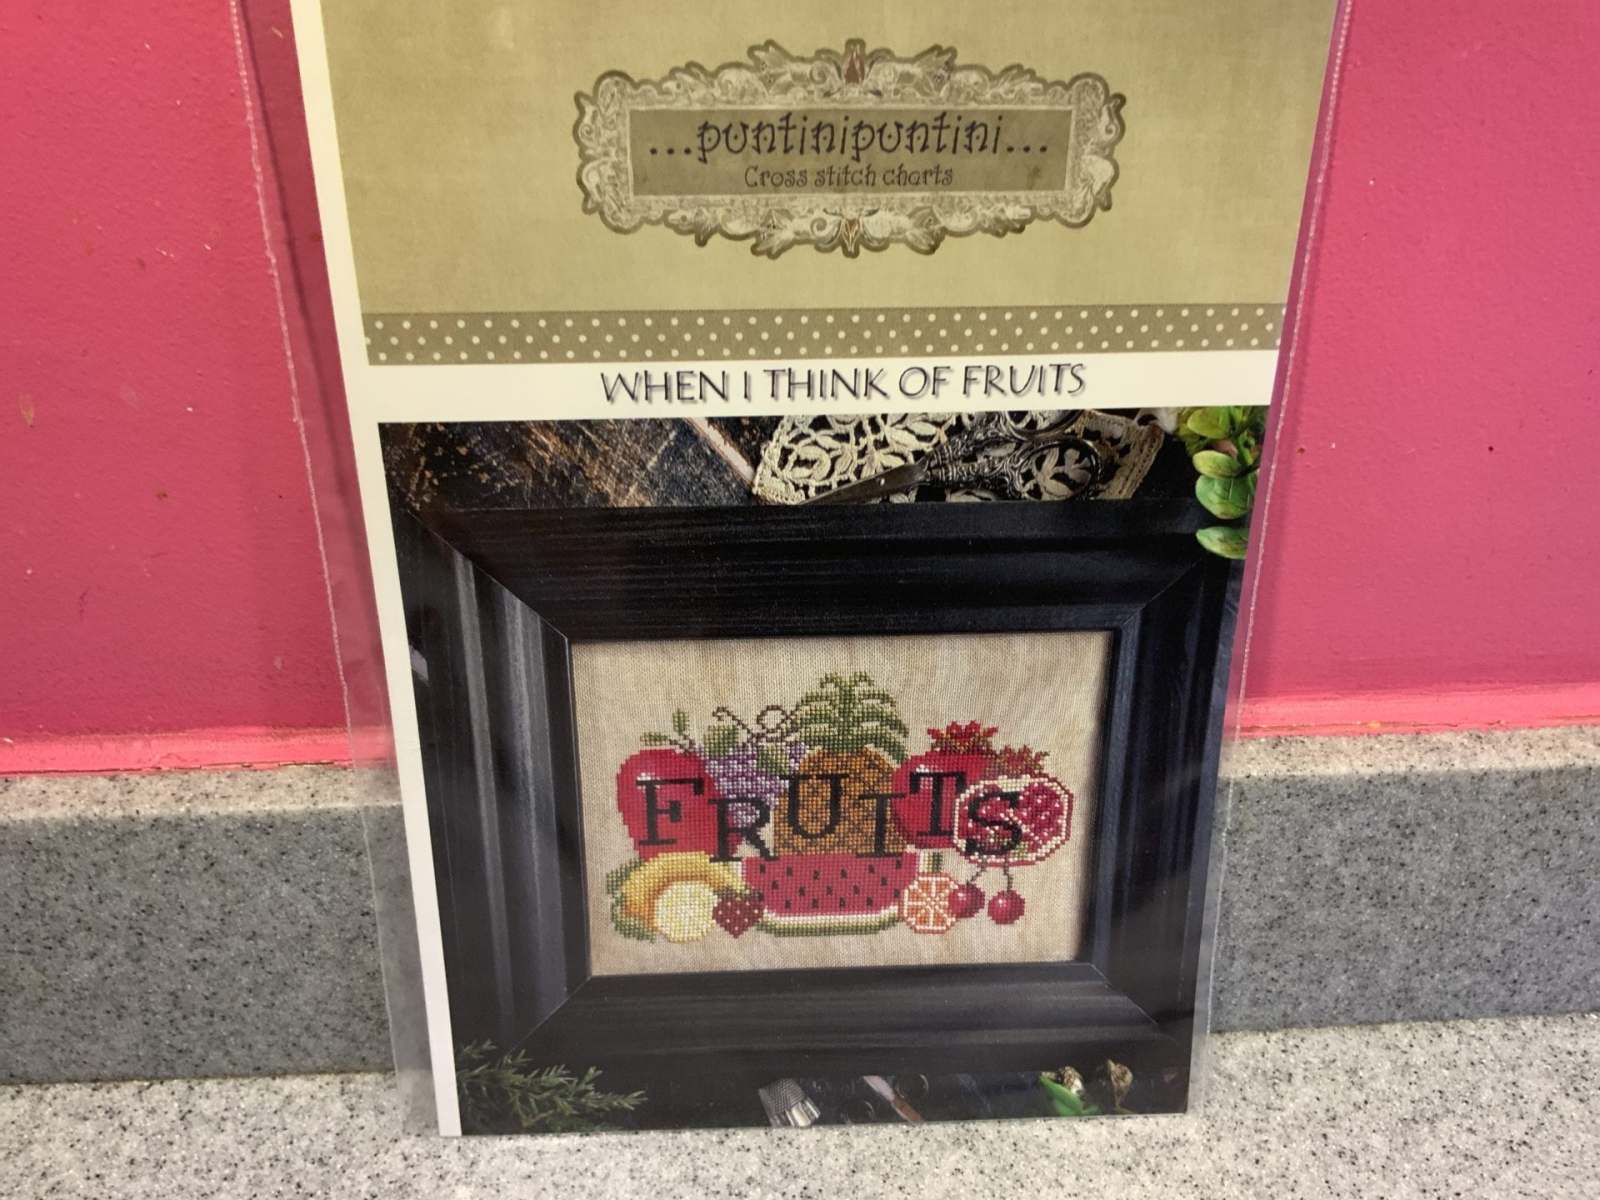 ...puntinipuntini...
Cross stitch charts
WHEN I THINK OF FRUITS
FRUITS